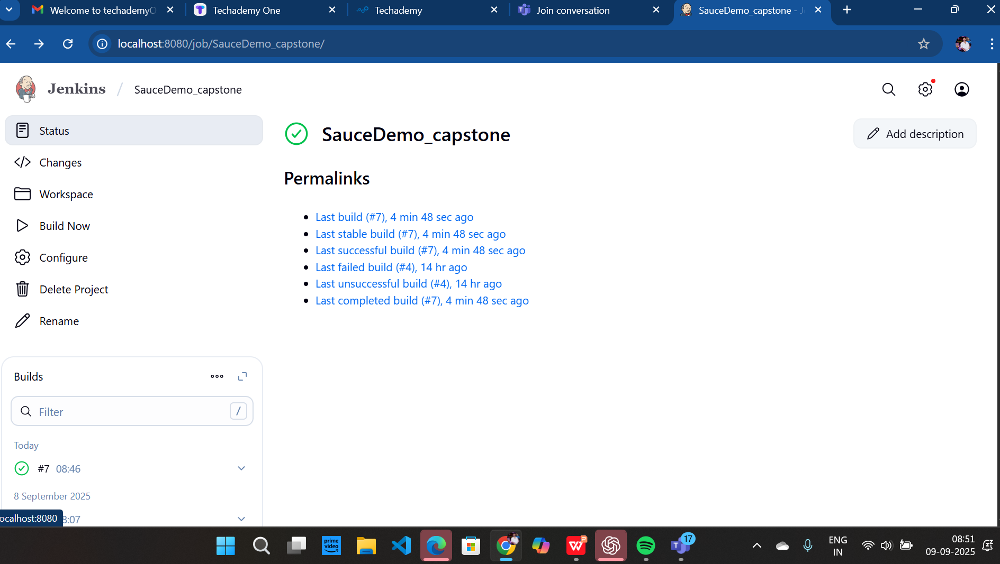 Welcome to techademyO
Techademy One
Techademy
Join conversation
SauceDemo_capstone - J
localhost:8080/job/SauceDemo_capstone/
Jenkins / SauceDemo_capstone
Status
Changes
Workspace
Build Now
Configure
Delete Project
Rename
SauceDemo_capstone
Add description
Permalinks
Last build (#7), 4 min 48 sec ago
Last stable build (#7), 4 min 48 sec ago
Last successful build (#7), 4 min 48 sec ago
Last failed build (#4), 14 hr ago
Last unsuccessful build (#4), 14 hr ago
Last completed build (#7), 4 min 48 sec ago
Builds
Filter /
Today
#7 08:46
8 September 2025
8:07
ocalhost:8080
prime video
17
ENG
IN
08:51
09-09-2025